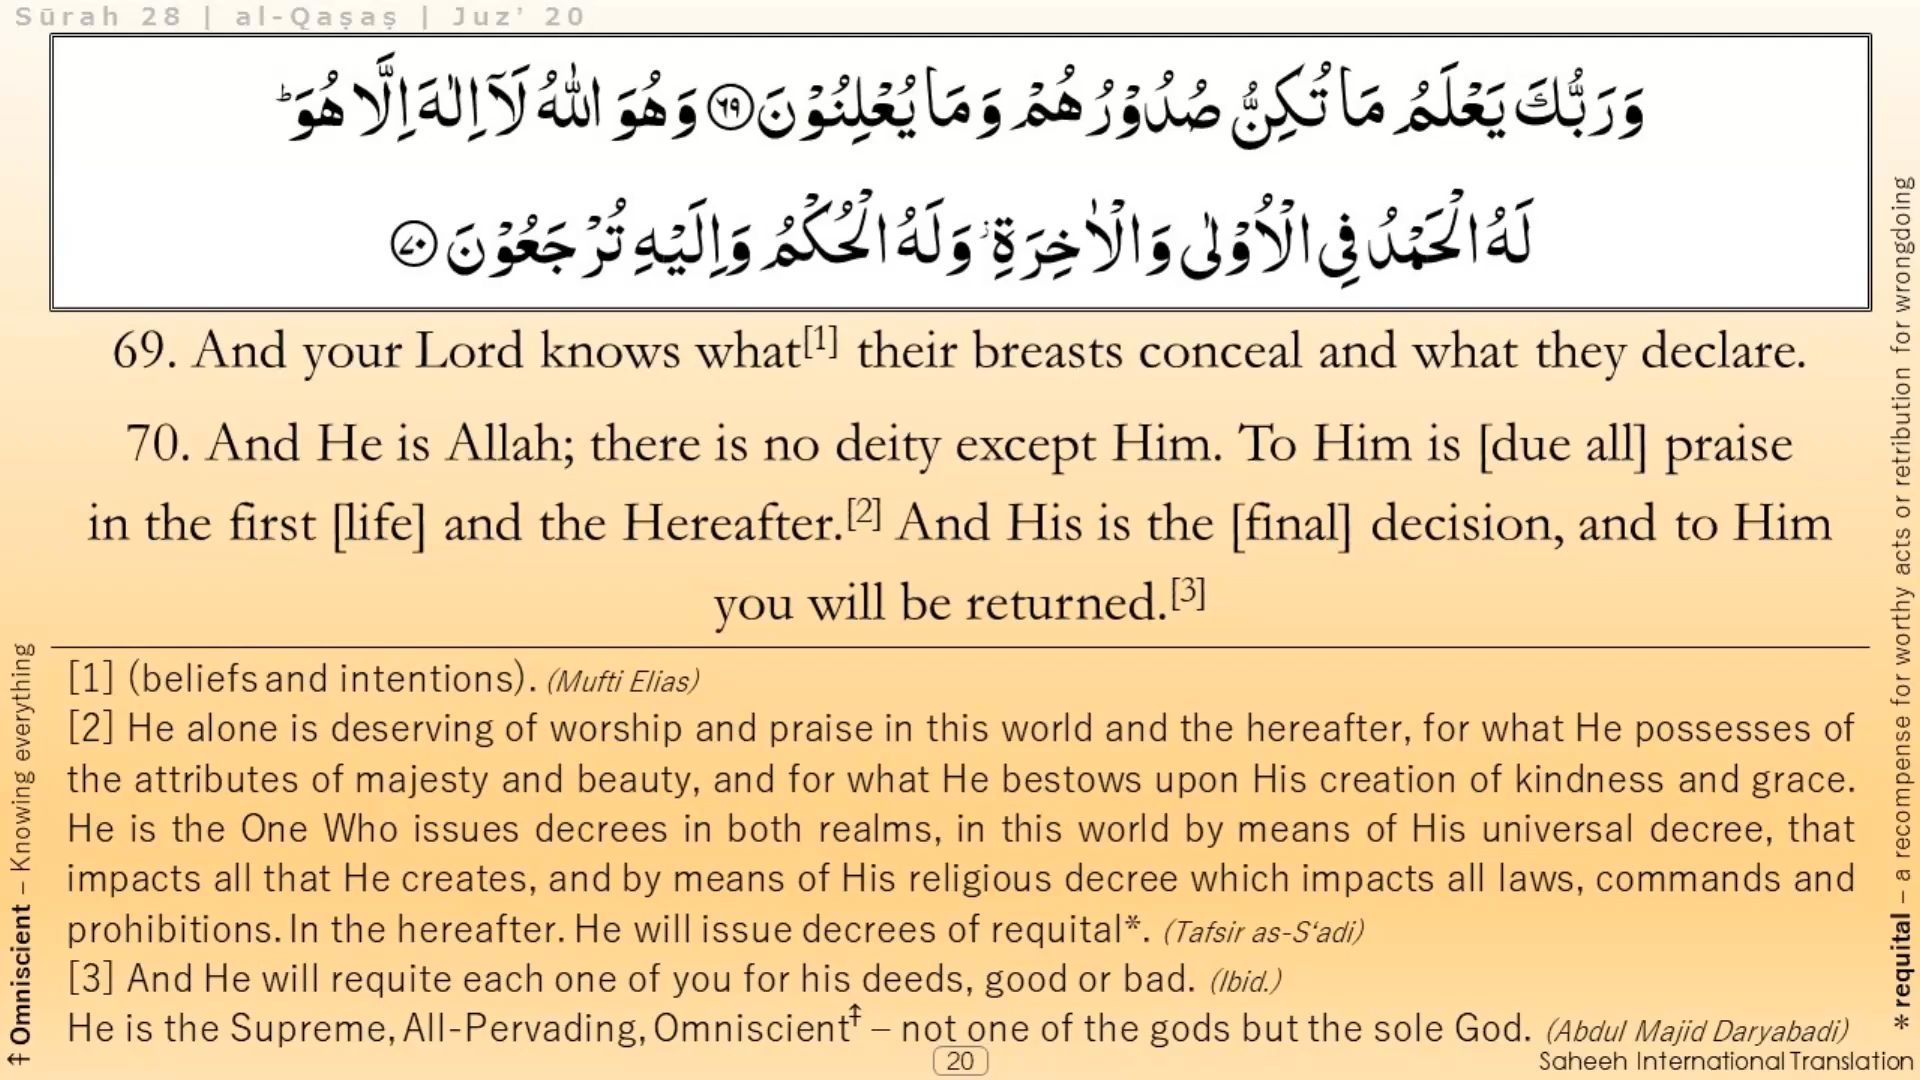 Sūrah 28 | al-Qaṣaṣ | Juz’ 20
وَرَبُّكَ يَعْلَمُ مَا تُكِنُّ صُدُوْرُهُمْ وَمَا يُعْلِنُوْنَ ﴿۶۹﴾ وَهُوَ اللّٰهُ لَآ اِلٰهَ اِلَّا هُوَ ؕ
لَهُ الْحَمْدُ فِي الْاُوْلٰى وَالْاٰخِرَةِ ؗ وَلَهُ الْحُكْمُ وَاِلَيْهِ تُرْجَعُوْنَ ﴿۷۰﴾
69. And your Lord knows what[1] their breasts conceal and what they declare.
70. And He is Allah; there is no deity except Him. To Him is [due all] praise
in the first [life] and the Hereafter.[2] And His is the [final] decision, and to Him
you will be returned.[3]
[1] (beliefs and intentions). (Mufti Elias)
[2] He alone is deserving of worship and praise in this world and the hereafter, for what He possesses of
the attributes of majesty and beauty, and for what He bestows upon His creation of kindness and grace.
He is the One Who issues decrees in both realms, in this world by means of His universal decree, that
impacts all that He creates, and by means of His religious decree which impacts all laws, commands and
prohibitions. In the hereafter. He will issue decrees of requital*. (Tafsir as-S‘adi)
[3] And He will requite each one of you for his deeds, good or bad. (Ibid.)
He is the Supreme, All-Pervading, Omniscient☨ – not one of the gods but the sole God. (Abdul Majid Daryabadi)
20
Saheeh International Translation
☨ Omniscient – Knowing everything
* requital – a recompense for worthy acts or retribution for wrongdoing